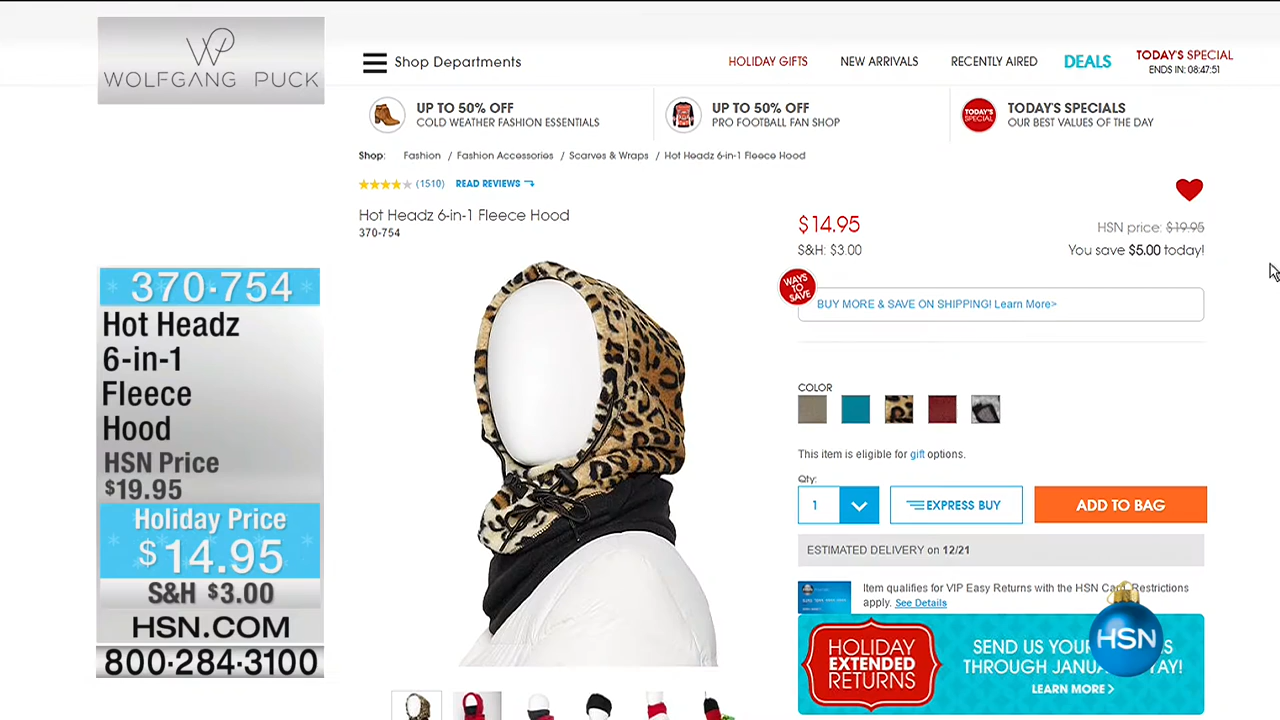 WP
WOLFGANG PUCK
Shop Departments
HOLIDAY GIFTS
NEW ARRIVALS
RECENTLY AIRED
DEALS
TODAY'S SPECIAL
ENDS IN: 08:47:51
UP TO 50% OFF
COLD WEATHER FASHION ESSENTIALS
UP TO 50% OFF
PRO FOOTBALL FAN SHOP
TODAY'S
SPECIAL
TODAY'S SPECIALS
OUR BEST VALUES OF THE DAY
Shop: Fashion / Fashion Accessories / Scarves & Wraps / Hot Headz 6-in-1 Fleece Hood
(1510) READ REVIEWS
Hot Headz 6-in-1 Fleece Hood
370-754
$14.95
HSN price: $19.95
S&H: $3.00
You save $5.00 today!
WAYS
TO
SAVE
BUY MORE & SAVE ON SHIPPING! Learn More>
COLOR
This item is eligible for gift options.
Qty:
1
EXPRESS BUY
ADD TO BAG
ESTIMATED DELIVERY on 12/21
Item qualifies for VIP Easy Returns with the HSN Restrictions
apply. See Details
HOLIDAY
EXTENDED
RETURNS
SEND US YOUR
THROUGH
LEARN MORE >
HSN
370-754
Hot Headz
6-in-1
Fleece
Hood
HSN Price
$19.95
Holiday Price
$14.95
S&H $3.00
HSN.COM
800-284-3100